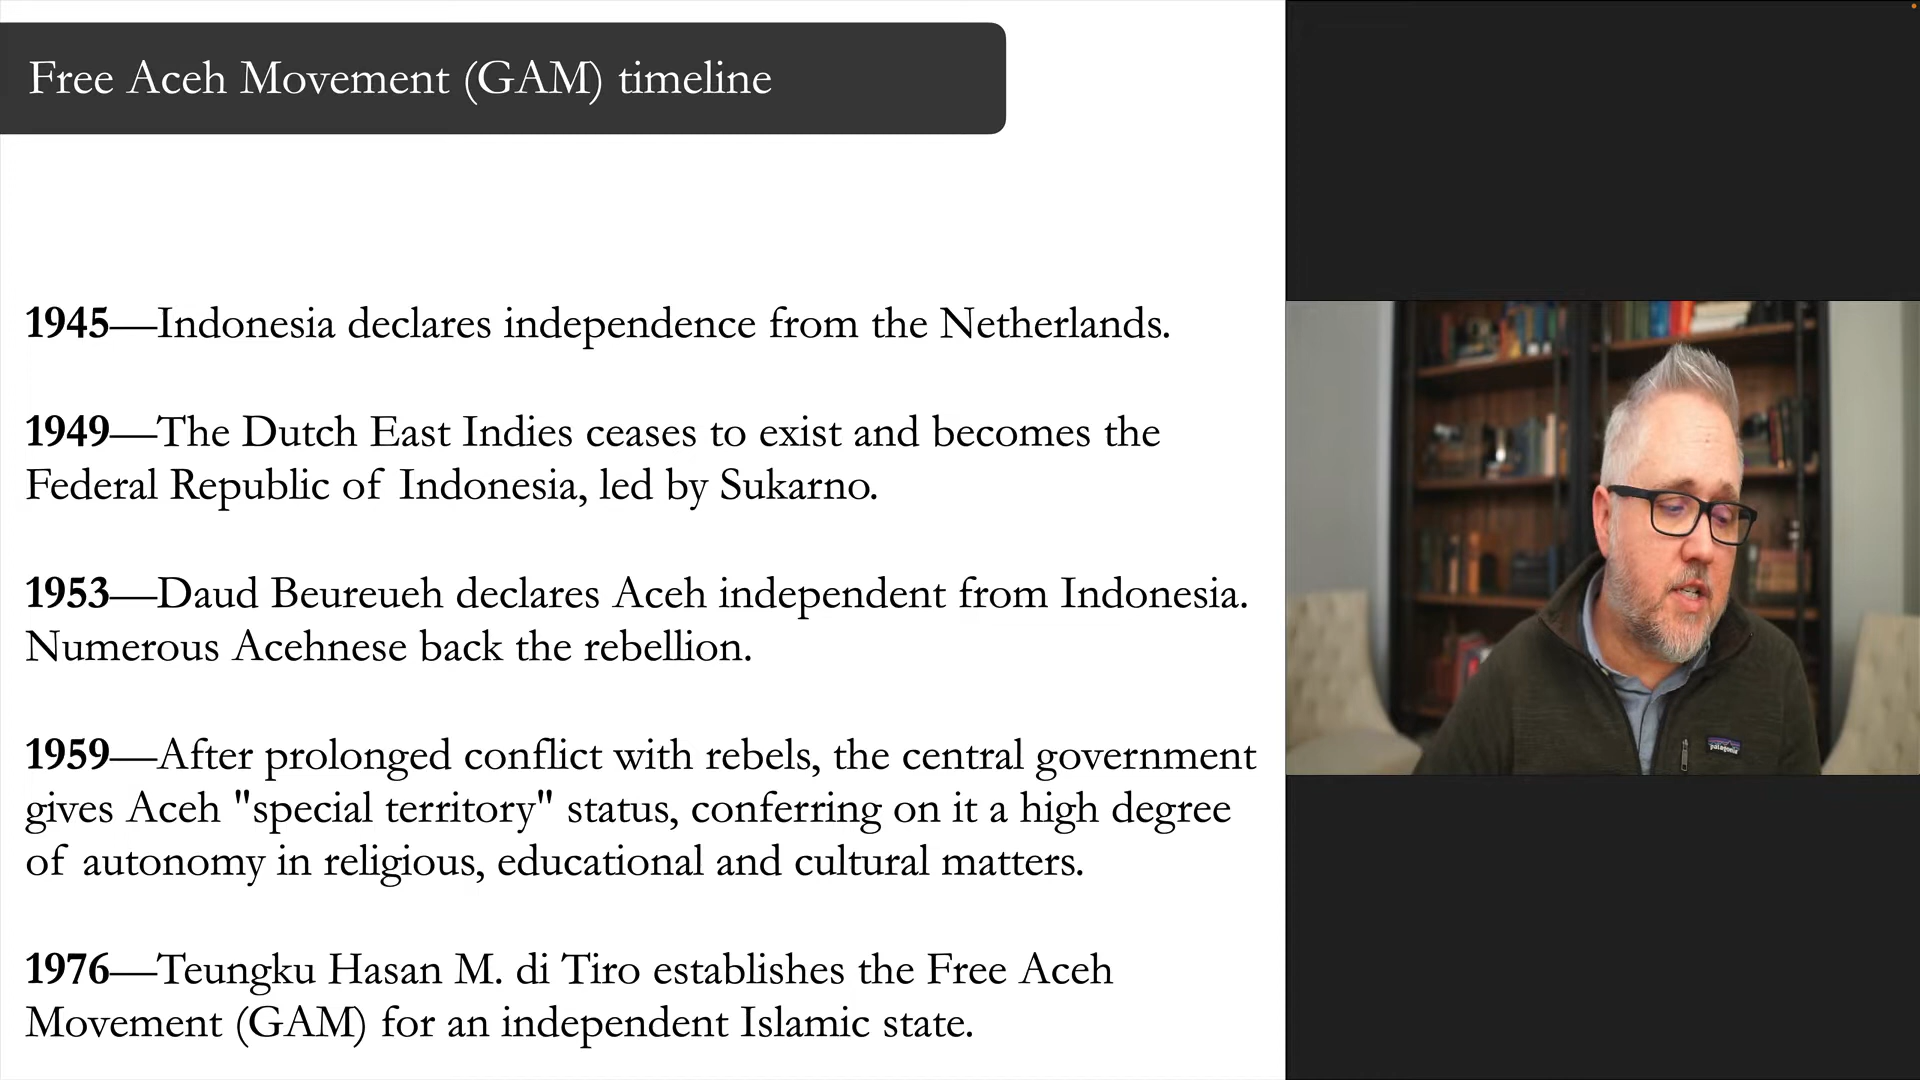 Free Aceh Movement (GAM) timeline
1945—Indonesia declares independence from the Netherlands.
1949—The Dutch East Indies ceases to exist and becomes the
Federal Republic of Indonesia, led by Sukarno.
1953—Daud Beureueh declares Aceh independent from Indonesia.
Numerous Acehnese back the rebellion.
1959—After prolonged conflict with rebels, the central government
gives Aceh "special territory" status, conferring on it a high degree
of autonomy in religious, educational and cultural matters.
1976—Teungku Hasan M. di Tiro establishes the Free Aceh
Movement (GAM) for an independent Islamic state.
patagonia